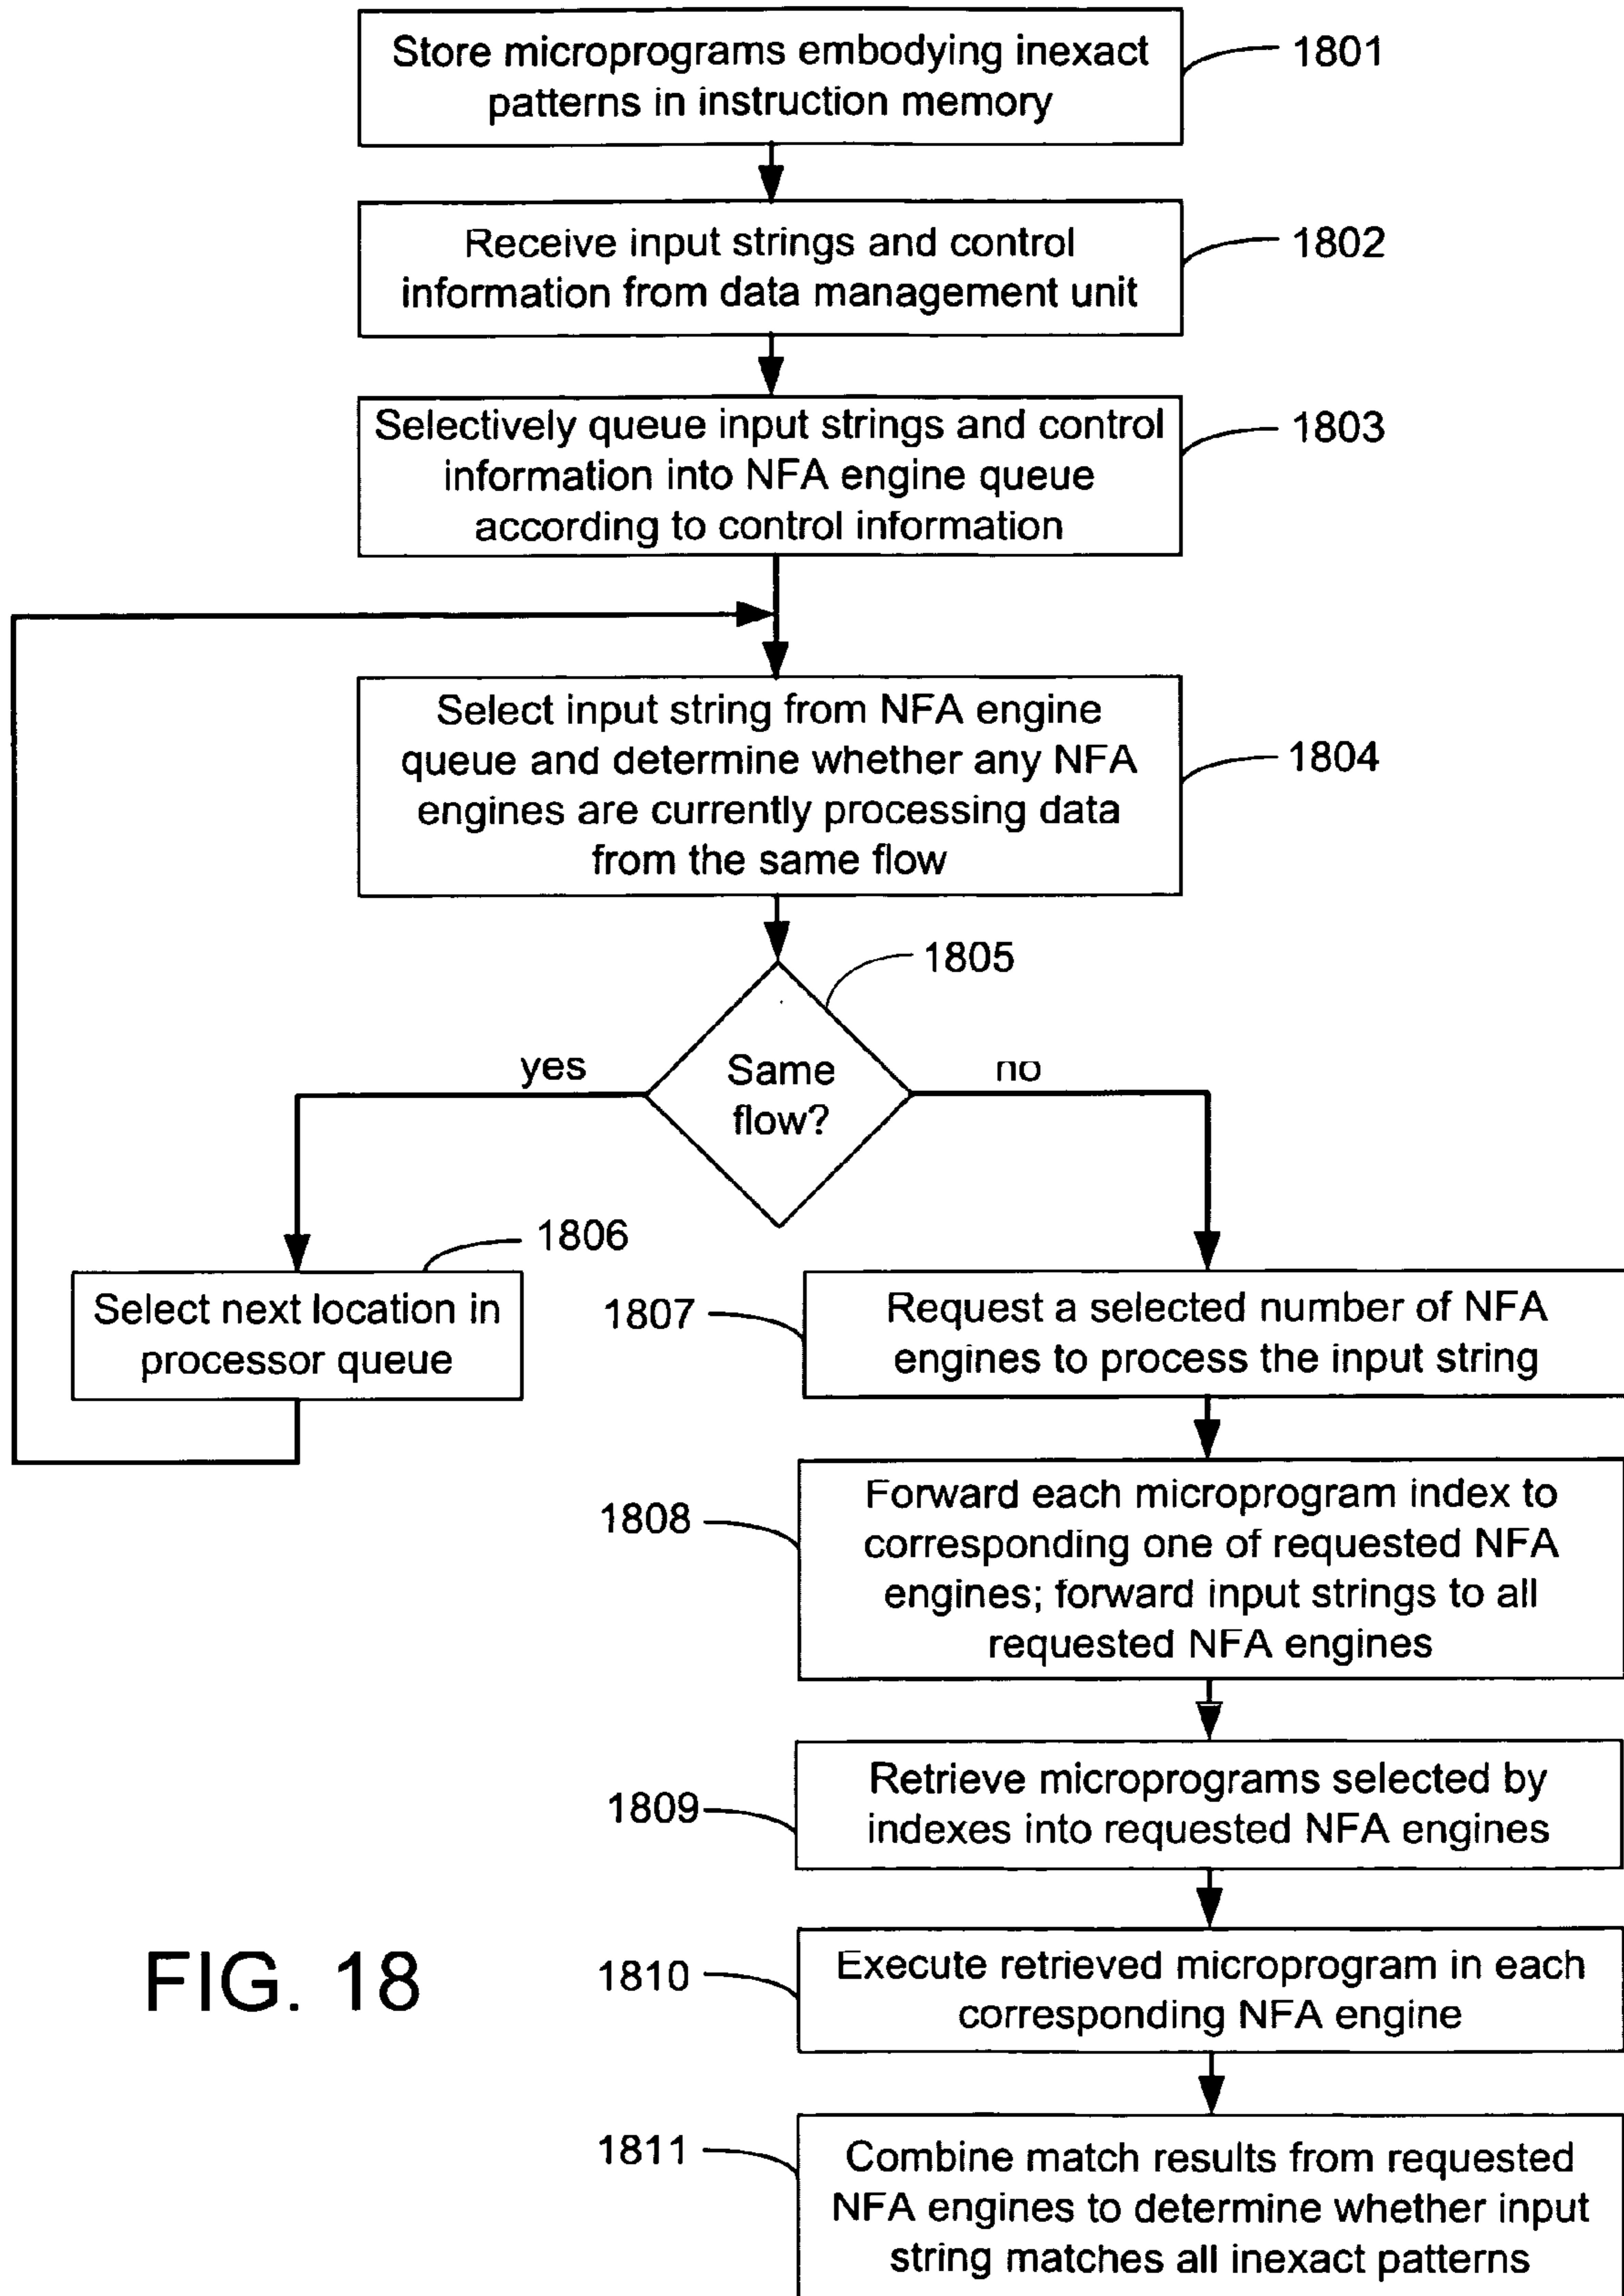 Store microprograms embodying inexact
patterns in instruction memory
1801
Receive input strings and control
information from data management unit
1802
Selectively queue input strings and control
information into NFA engine queue
according to control information
1803
Select input string from NFA engine
queue and determine whether any NFA
engines are currently processing data
from the same flow
1804
1805
Same
flow?
yes
no
1806
Select next location in
processor queue
1807
Request a selected number of NFA
engines to process the input string
1808
Forward each microprogram index to
corresponding one of requested NFA
engines; forward input strings to all
requested NFA engines
1809
Retrieve microprograms selected by
indexes into requested NFA engines
1810
Execute retrieved microprogram in each
corresponding NFA engine
1811
Combine match results from requested
NFA engines to determine whether input
string matches all inexact patterns
FIG. 18